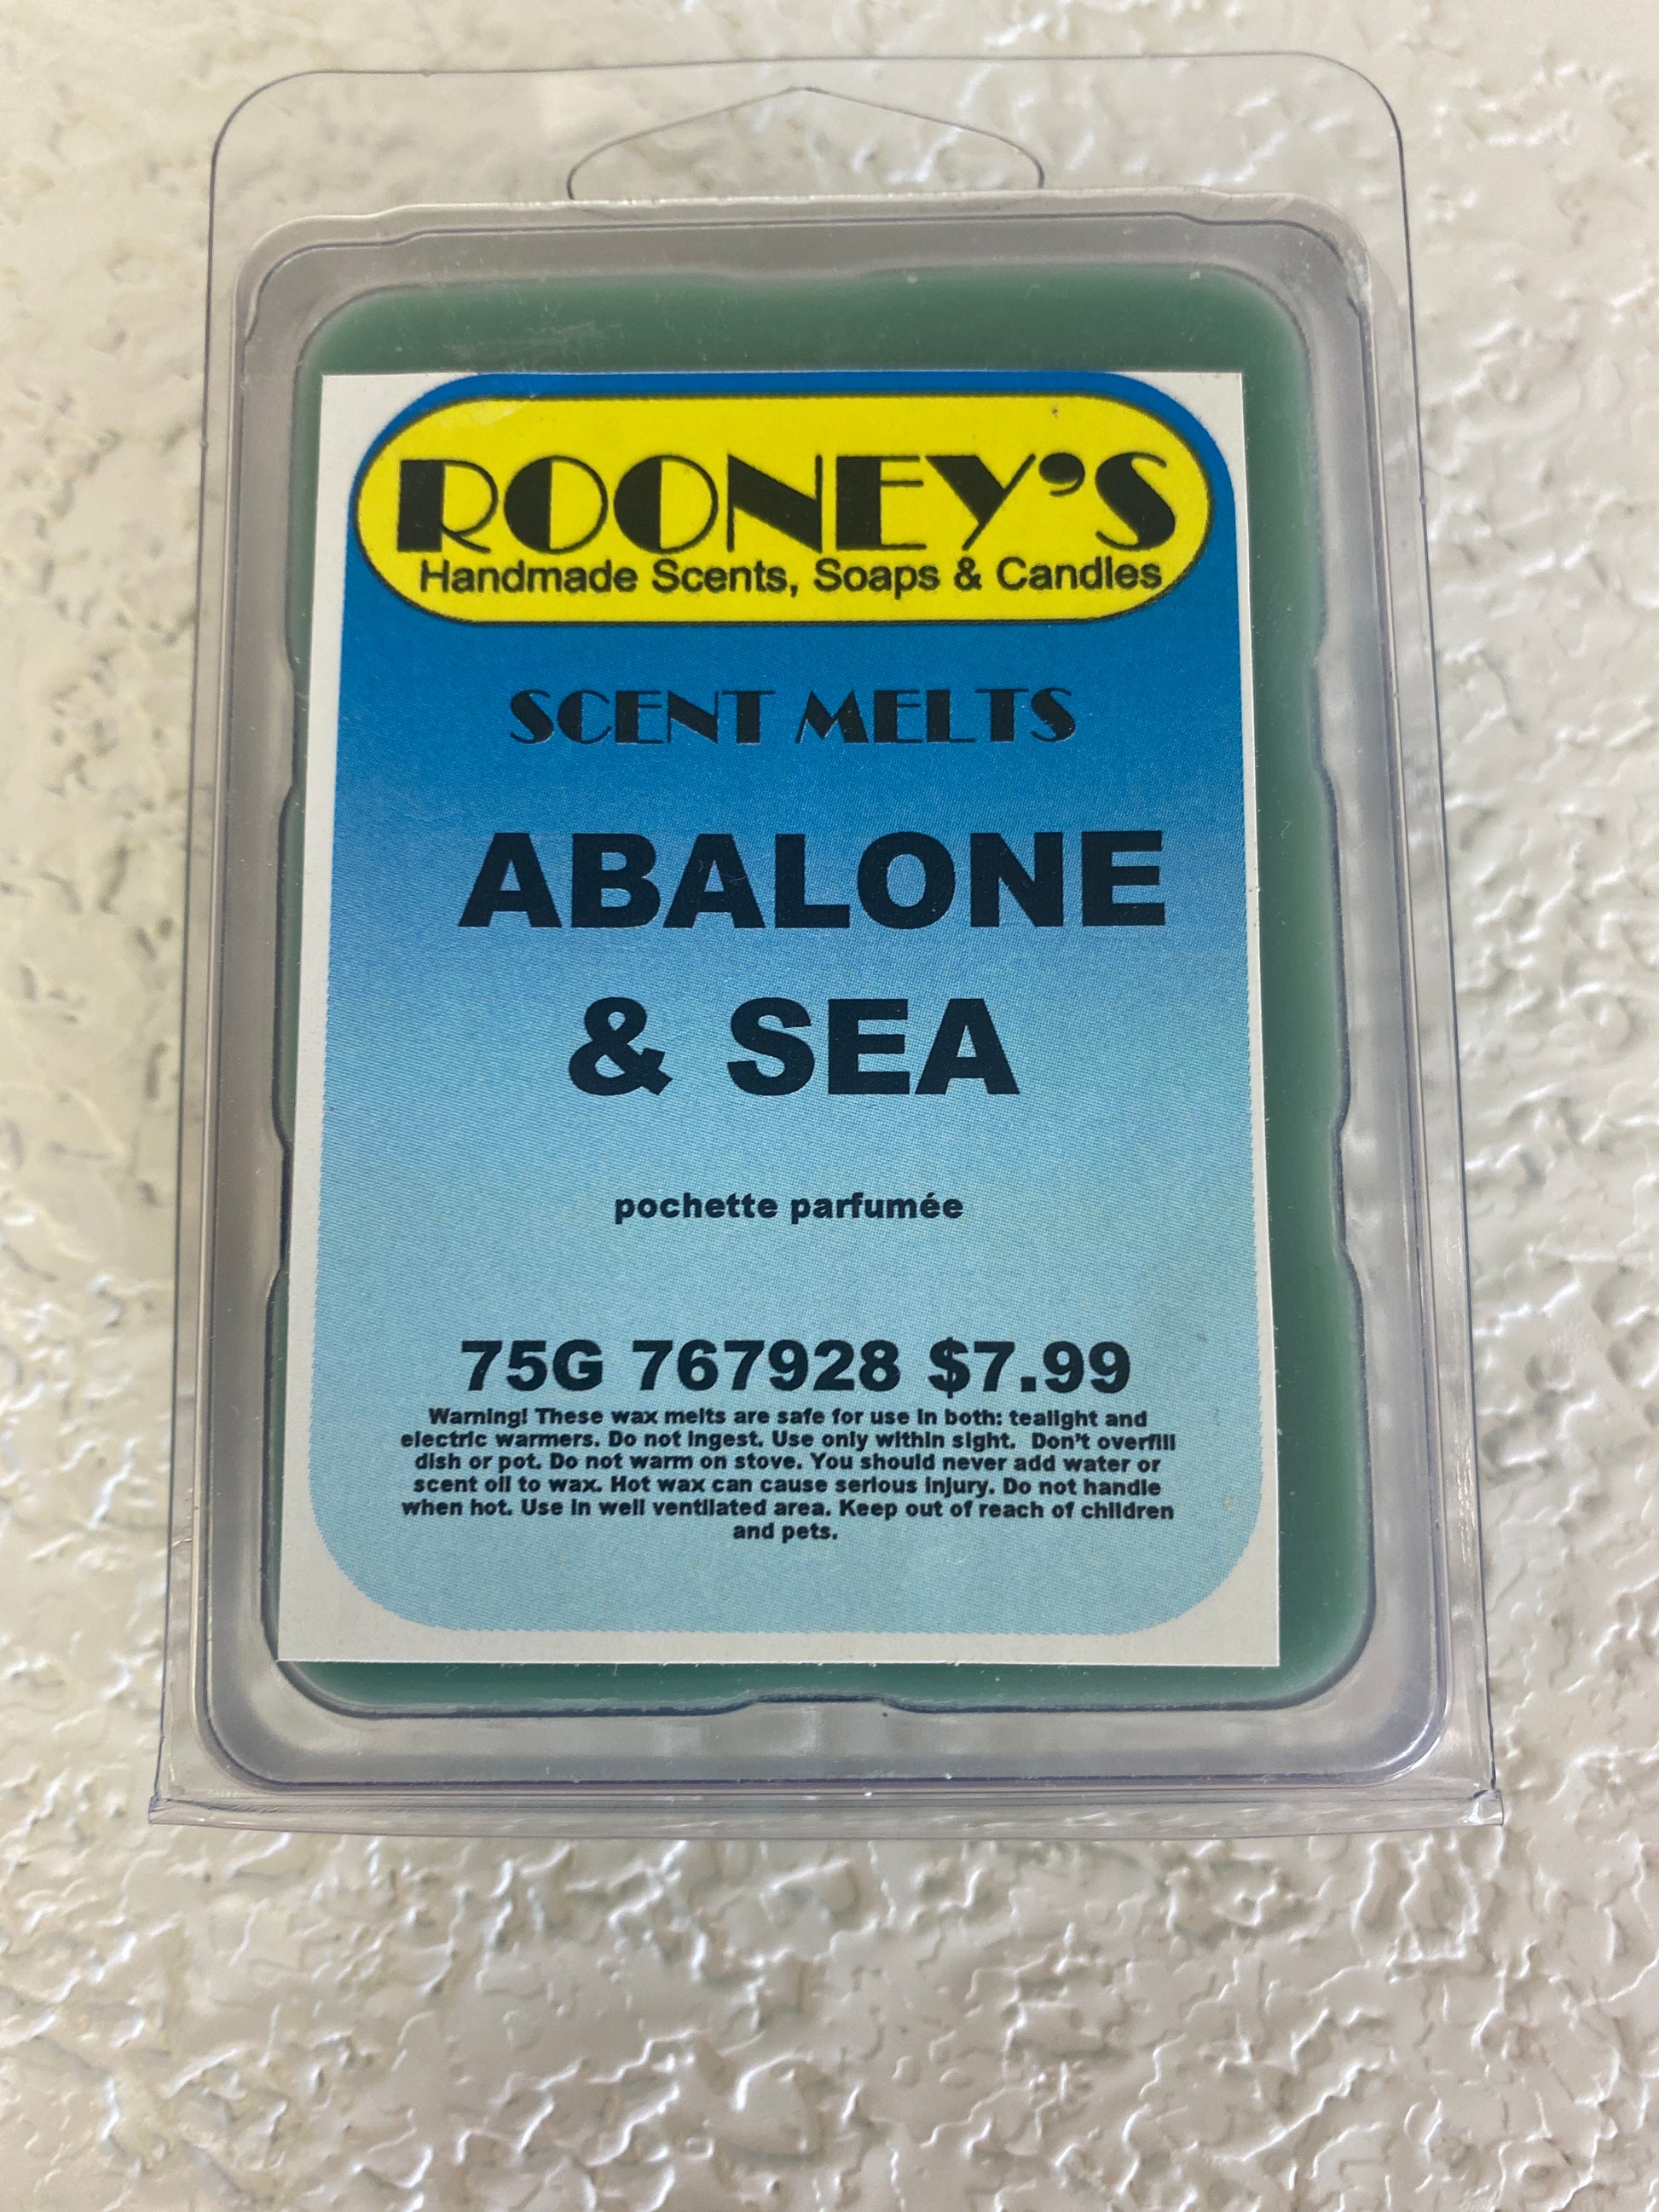 ROONEY'S
Handmade Scents, Soaps & Candles
SCENT MELTS
ABALONE
& SEA
pochette parfumée
75G 767928 $7.99
Warning! These wax melts are safe for use in both: tealight and
electric warmers. Do not ingest. Use only within sight.  Don't overfill
dish or pot. Do not warm on stove. You should never add water or
scent oil to wax. Hot wax can cause serious injury. Do not handle
when hot. Use in well ventilated area. Keep out of reach of children
and pets.